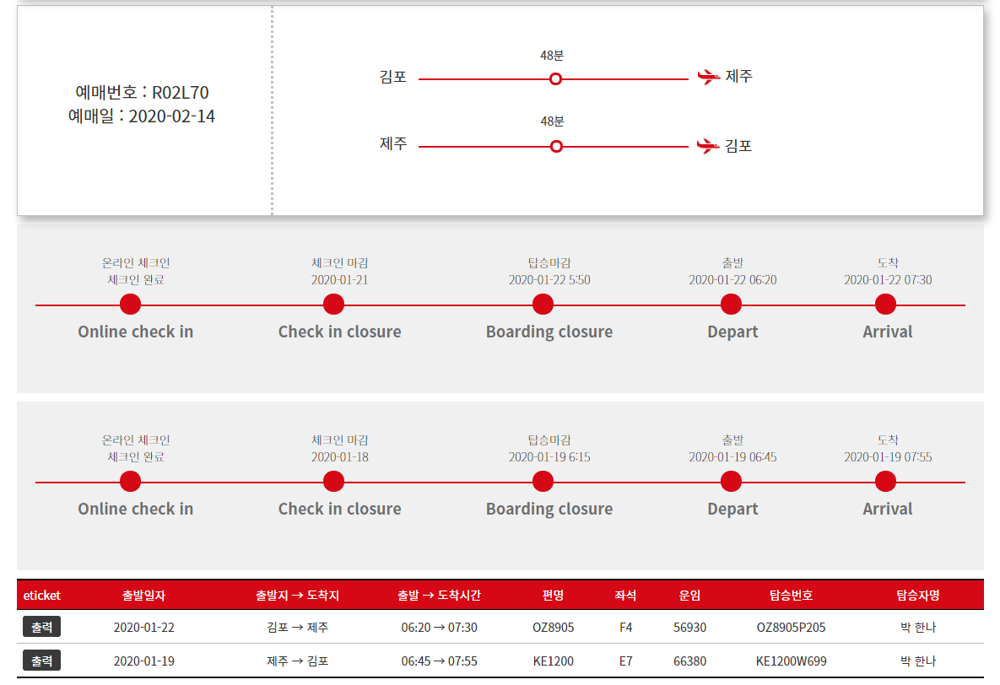 예매번호 : R02L70
예매일 : 2020-02-14
48분
김포 제주
48분
제주 김포
온라인 체크인 체크인 마감 탑승마감 출발 도착
체크인 완료 2020-01-21 2020-01-22 5:50 2020-01-22 06:20 2020-01-22 07:30
Online check in Check in closure Boarding closure Depart Arrival
온라인 체크인 체크인 마감 탑승마감 출발 도착
체크인 완료 2020-01-18 2020-01-19 6:15 2020-01-19 06:45 2020-01-19 07:55
Online check in Check in closure Boarding closure Depart Arrival
eticket 출발일자 출발지 → 도착지 출발 → 도착시간 편명 좌석 운임 탑승번호 탑승자명
출력 2020-01-22 김포 → 제주 06:20 → 07:30 OZ8905 F4 56930 OZ8905P205 박 한나
출력 2020-01-19 제주 → 김포 06:45 → 07:55 KE1200 E7 66380 KE1200W699 박 한나